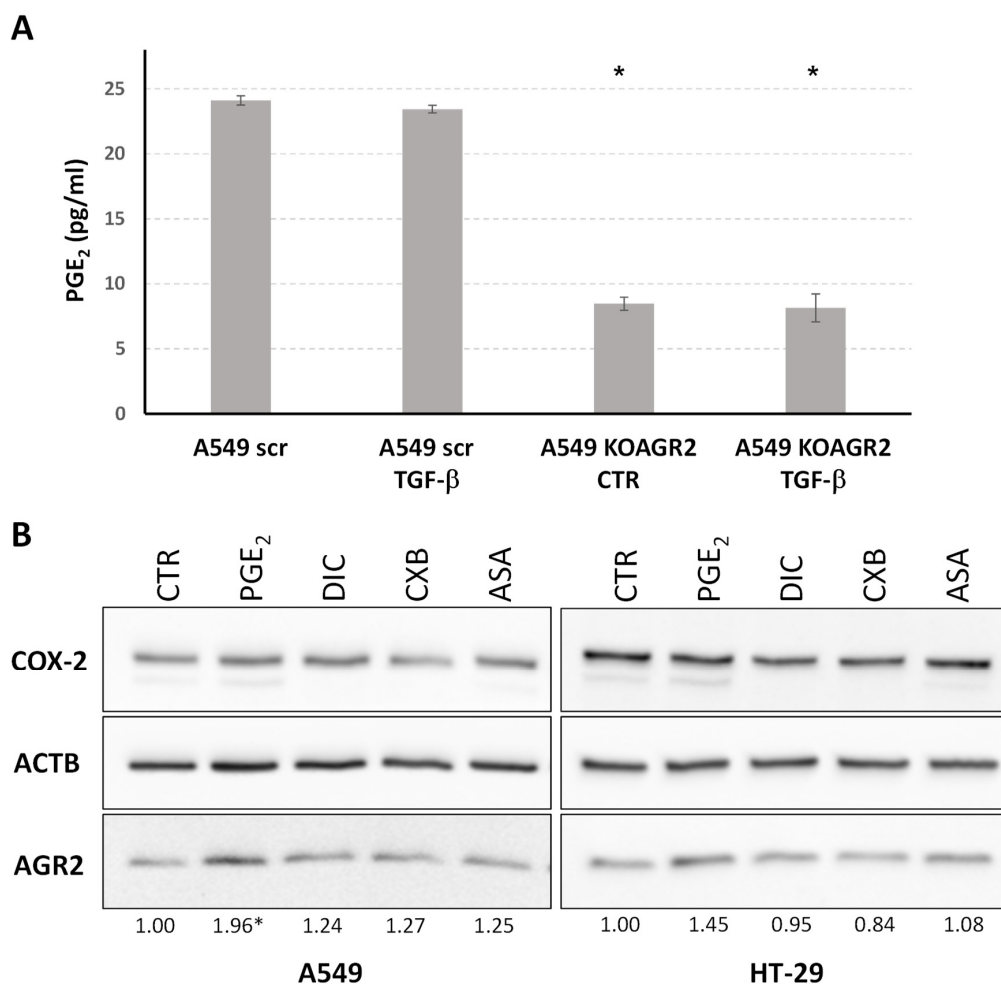 A
PGE₂ (pg/ml)
25
20
15
10
5
0
* *
A549 scr A549 scr TGF-β A549 KOAGR2 CTR A549 KOAGR2 TGF-β
B
CTR PGE₂ DIC CXB ASA CTR PGE₂ DIC CXB ASA
COX-2
ACTB
AGR2
1.00 1.96* 1.24 1.27 1.25 1.00 1.45 0.95 0.84 1.08
A549 HT-29